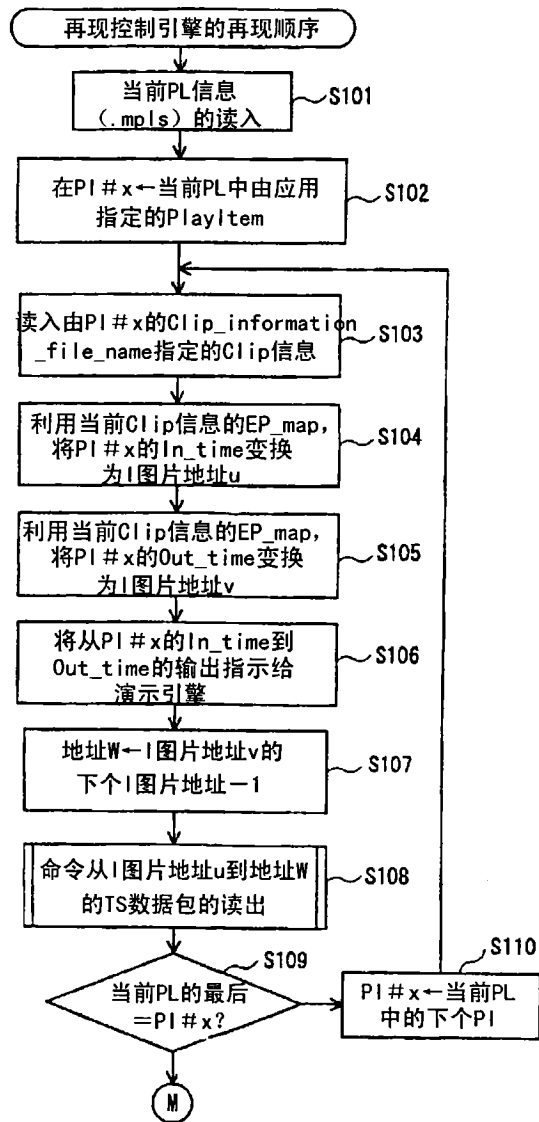 再现控制引擎的再现顺序
当前PL信息
（.mpls）的读入
S101
在PI＃x←当前PL中由应用
指定的PlayItem
S102
读入由PI＃x的Clip_information
_file_name指定的Clip信息
S103
利用当前Clip信息的EP_map,
将PI＃x的In_time变换
为I图片地址u
S104
利用当前Clip信息的EP_map,
将PI＃x的Out_time变换
为I图片地址v
S105
将从PI＃x的In_time到
Out_time的输出指示给
演示引擎
S106
地址W←I图片地址v的
下个I图片地址－1
S107
命令从I图片地址u到地址W
的TS数据包的读出
S108
当前PL的最后
＝PI＃x?
S109
PI＃x←当前PL
中的下个PI
S110
M